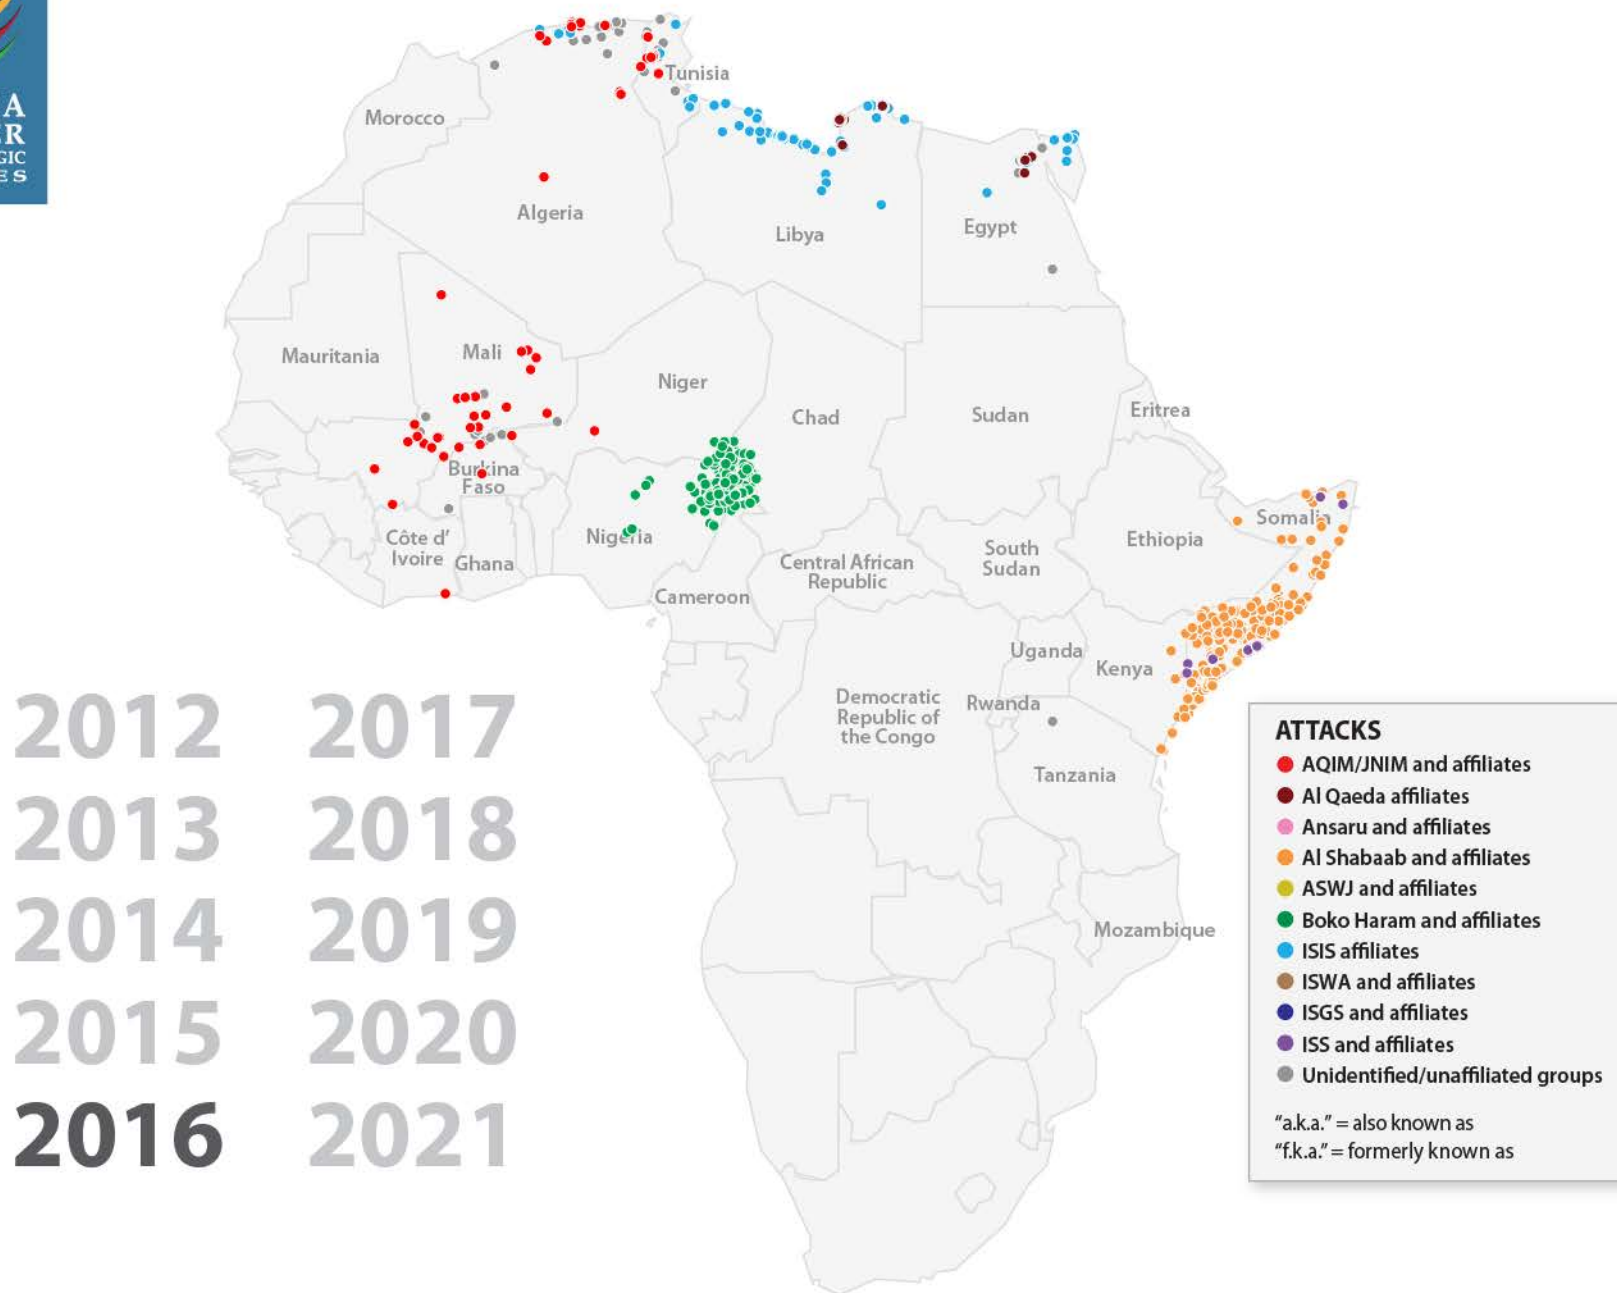 A
ER
GIC
ES
Tunisia
Morocco
Algeria
Libya
Egypt
Mauritania
Mali
Niger
Chad
Sudan
Eritrea
Burkina
Faso
Nigeria
Somalia
Côte d'
Ivoire
Ghana
Ethiopia
South
Sudan
Central African
Republic
Cameroon
Uganda
Kenya
Rwanda
Democratic
Republic of
the Congo
Tanzania
Mozambique
2012 2017
2013 2018
2014 2019
2015 2020
2016 2021
ATTACKS
AQIM/JNIM and affiliates
Al Qaeda affiliates
Ansaru and affiliates
Al Shabaab and affiliates
ASWJ and affiliates
Boko Haram and affiliates
ISIS affiliates
ISWA and affiliates
ISGS and affiliates
ISS and affiliates
Unidentified/unaffiliated groups
“a.k.a.” = also known as
“f.k.a.” = formerly known as